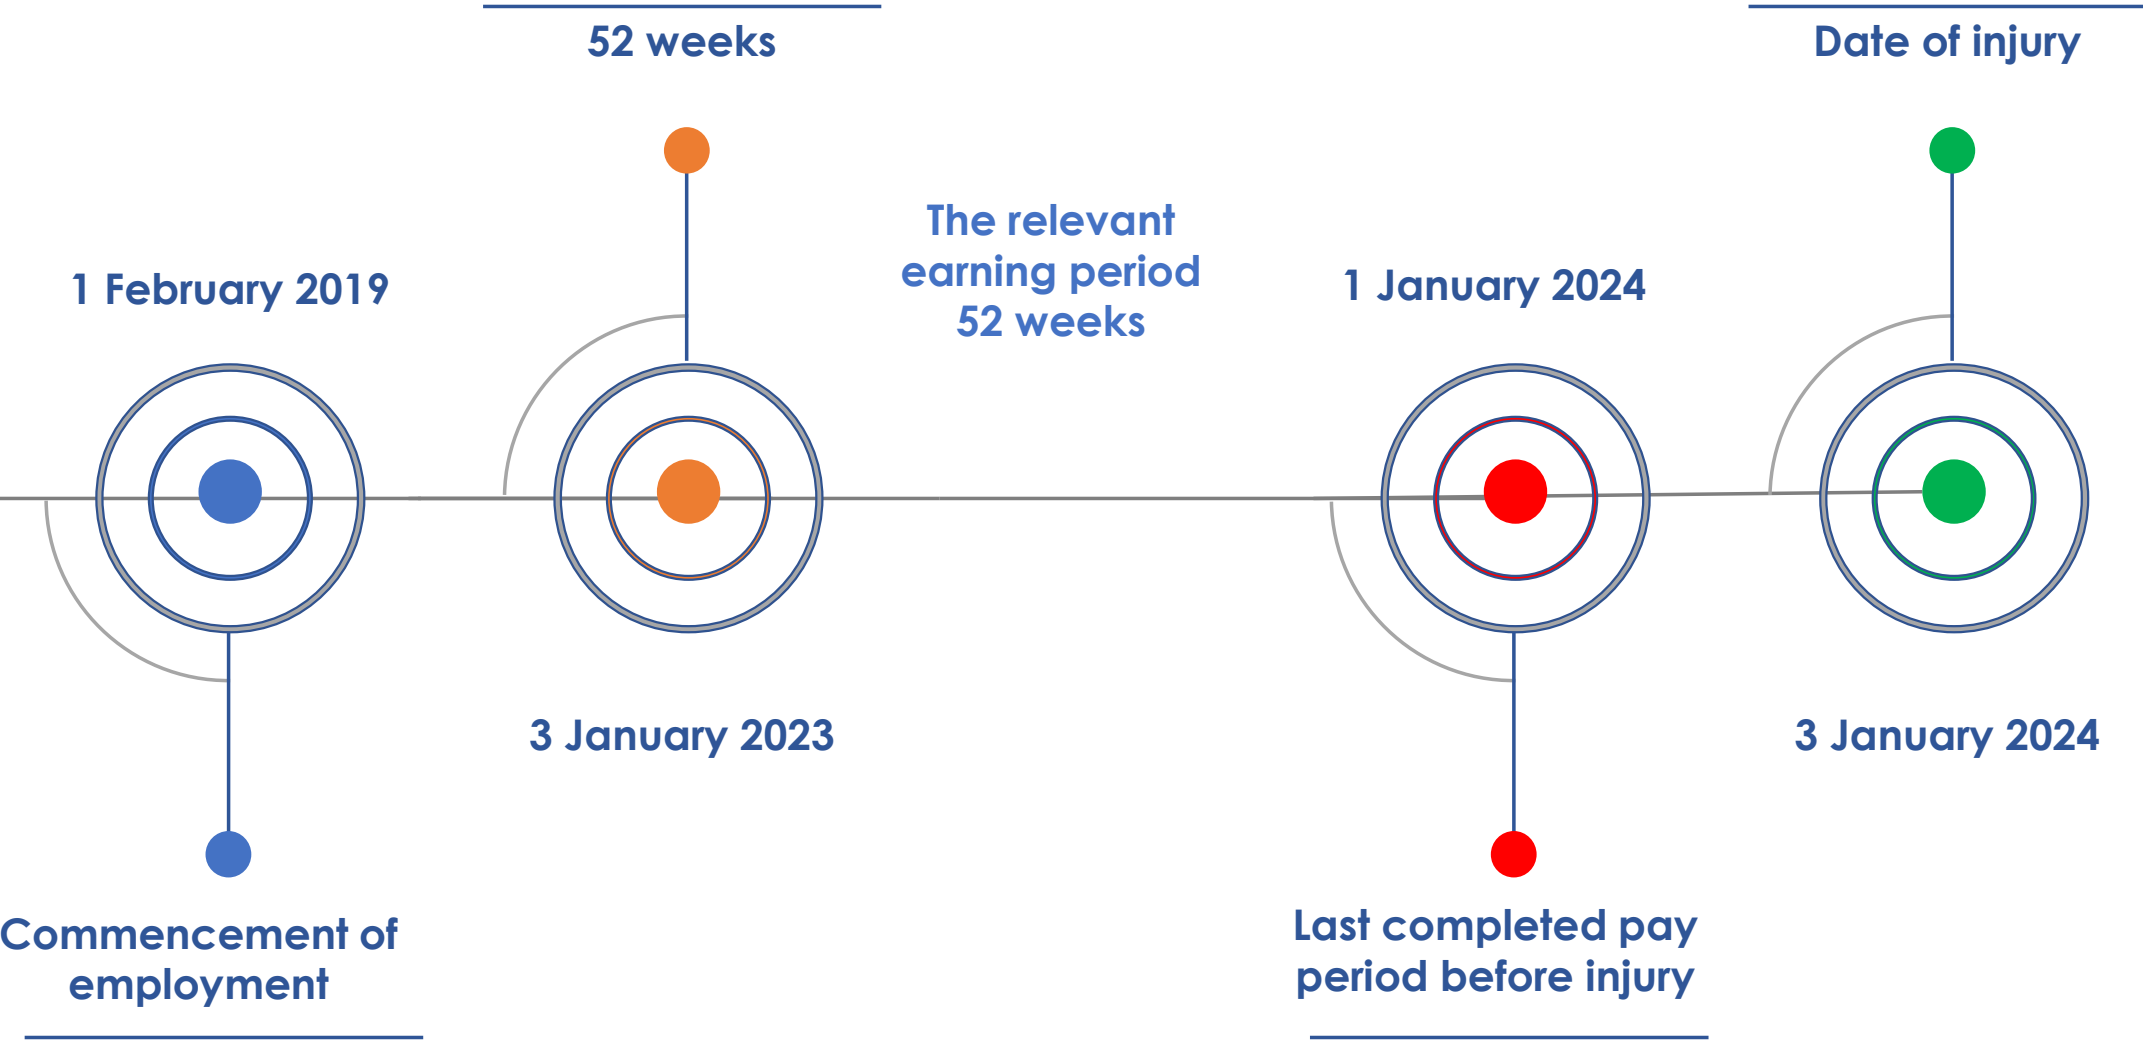 52 weeks
Date of injury
The relevant
earning period
52 weeks
1 February 2019
1 January 2024
3 January 2023
3 January 2024
Commencement of
employment
Last completed pay
period before injury